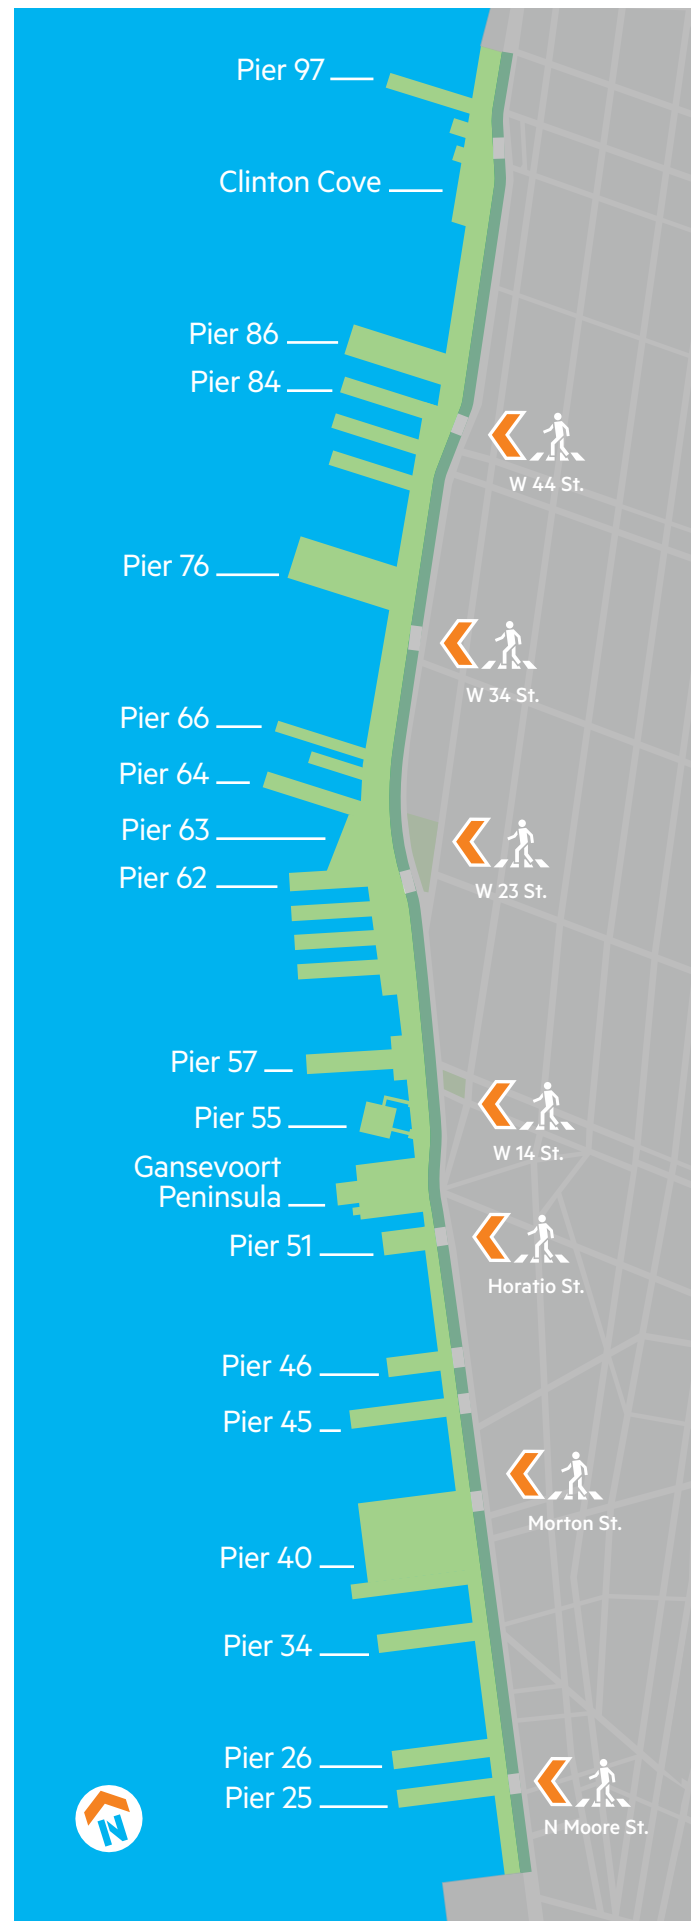 Pier 97
Clinton Cove
Pier 86
Pier 84
W 44 St.
Pier 76
W 34 St.
Pier 66
Pier 64
Pier 63
Pier 62
W 23 St.
Pier 57
Pier 55
W 14 St.
Gansevoort
Peninsula
Pier 51
Horatio St.
Pier 46
Pier 45
Morton St.
Pier 40
Pier 34
Pier 26
Pier 25
N Moore St.
N